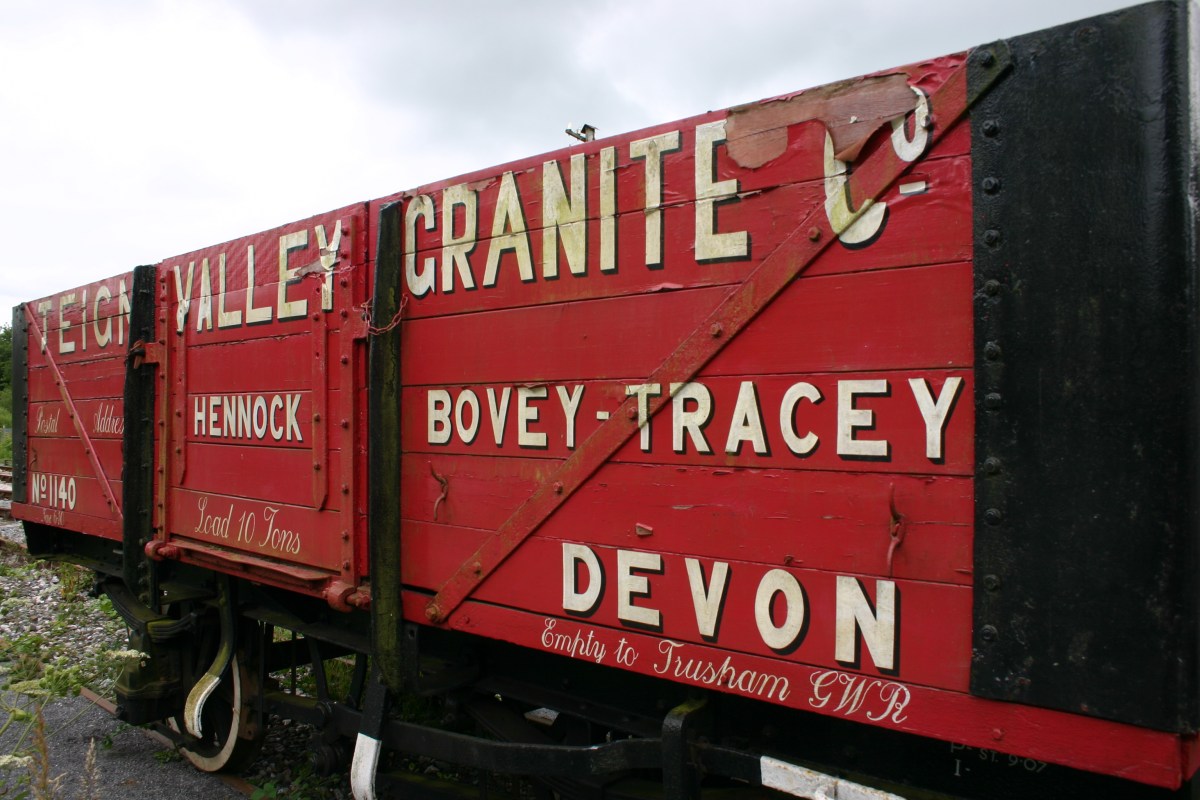 TEIGN VALLEY GRANITE Cº
Postal Address HENNOCK BOVEY-TRACEY
Nº 1140 DEVON
Load 10 Tons
Empty to Trusham GWR